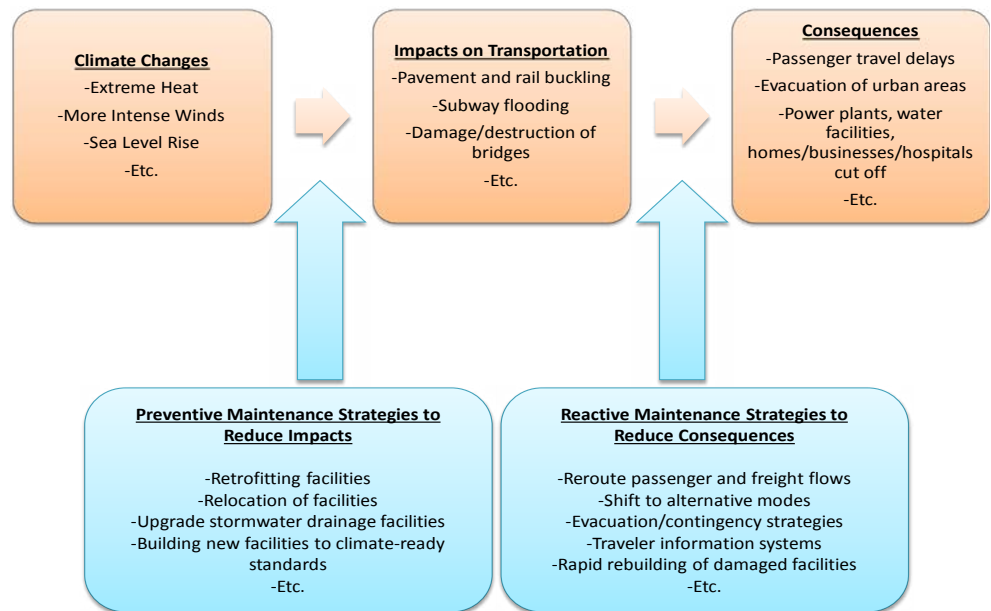 Climate Changes
-Extreme Heat
-More Intense Winds
-Sea Level Rise
-Etc.
Impacts on Transportation
-Pavement and rail buckling
-Subway flooding
-Damage/destruction of
bridges
-Etc.
Consequences
-Passenger travel delays
-Evacuation of urban areas
-Power plants, water
facilities,
homes/businesses/hospitals
cut off
-Etc.
Preventive Maintenance Strategies to
Reduce Impacts
-Retrofitting facilities
-Relocation of facilities
-Upgrade stormwater drainage facilities
-Building new facilities to climate-ready
standards
-Etc.
Reactive Maintenance Strategies to
Reduce Consequences
-Reroute passenger and freight flows
-Shift to alternative modes
-Evacuation/contingency strategies
-Traveler information systems
-Rapid rebuilding of damaged facilities
-Etc.